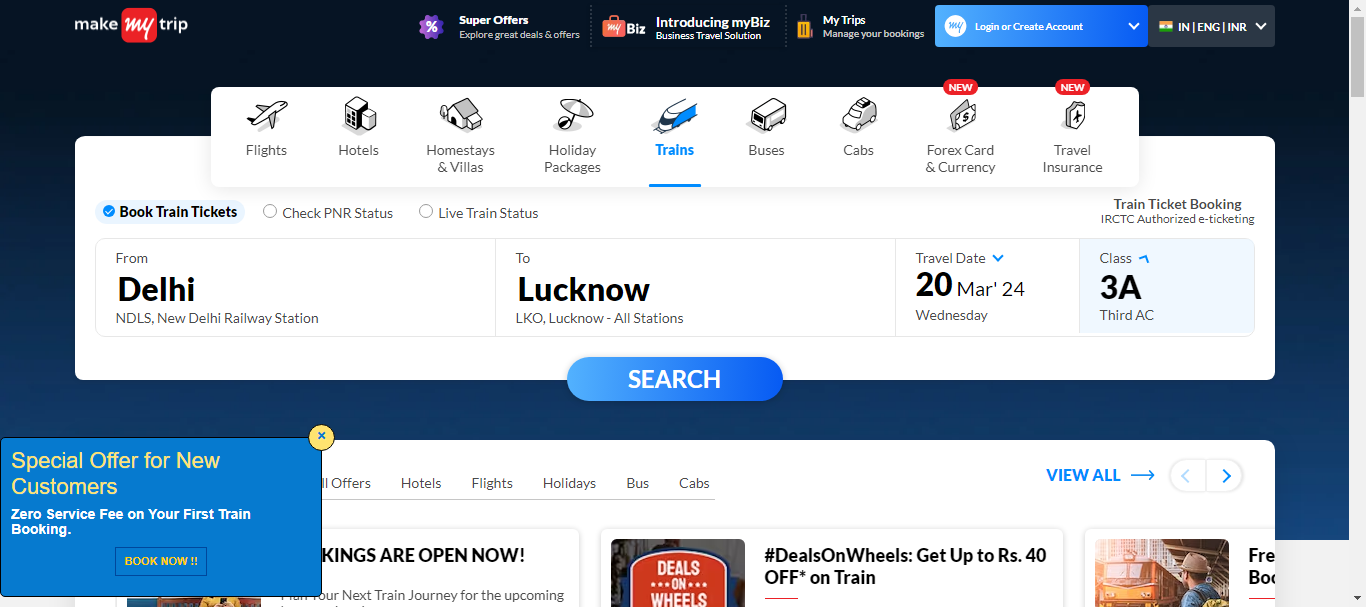 make my trip
Super Offers
Explore great deals & offers
my Biz
Introducing myBiz
Business Travel Solution
My Trips
Manage your bookings
my
Login or Create Account
IN | ENG | INR
NEW
NEW
Flights
Hotels
Homestays
& Villas
Holiday
Packages
Trains
Buses
Cabs
Forex Card
& Currency
Travel
Insurance
Book Train Tickets
Check PNR Status
Live Train Status
Train Ticket Booking
IRCTC Authorized e-ticketing
From
Delhi
NDLS, New Delhi Railway Station
To
Lucknow
LKO, Lucknow - All Stations
Travel Date
20 Mar' 24
Wednesday
Class
3A
Third AC
SEARCH
×
Special Offer for New
Customers
Zero Service Fee on Your First Train
Booking.
BOOK NOW !!
ll Offers
Hotels
Flights
Holidays
Bus
Cabs
VIEW ALL
KINGS ARE OPEN NOW!
Your Next Train Journey for the upcoming
DEALS
ON
WHEELS
#DealsOnWheels: Get Up to Rs. 40
OFF* on Train
Fre
Boo